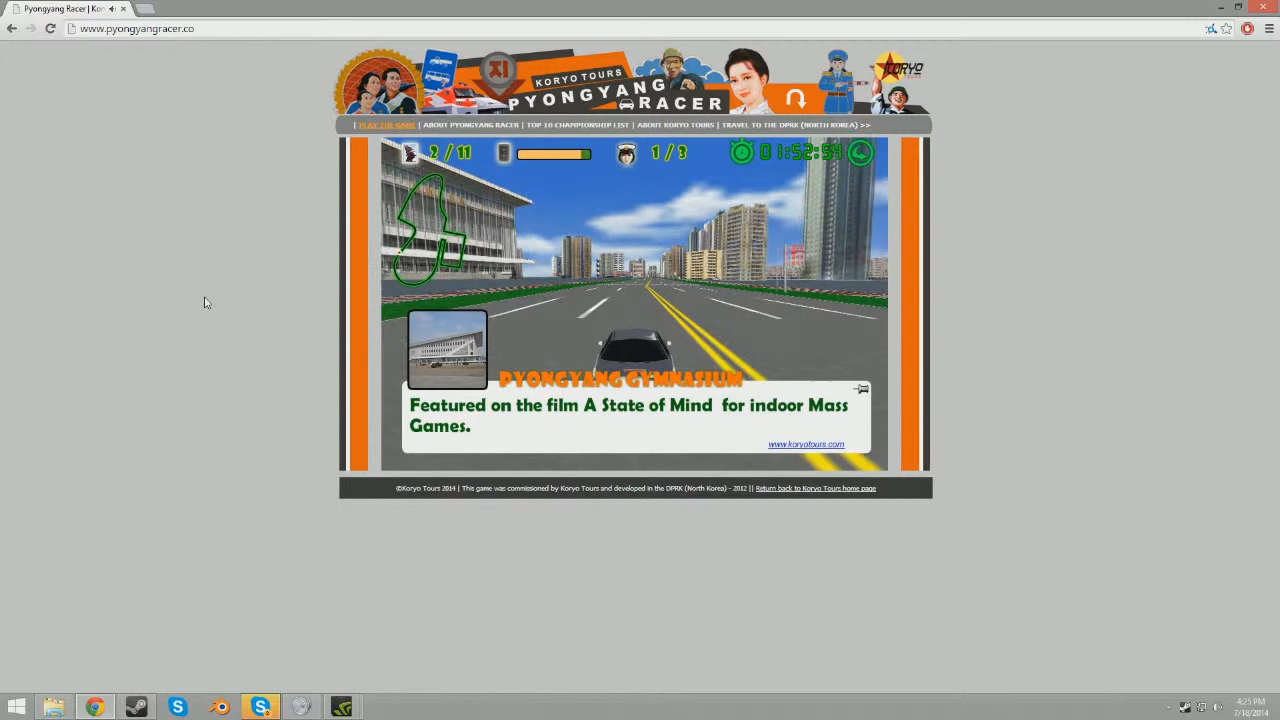 Pyongyang Racer | Kor
www.pyongyangracer.co
지
KORYO TOURS
PYONGYANG
RACER
KORYO
| PLAY THE GAME | ABOUT PYONGYANG RACER | TOP 10 CHAMPIONSHIP LIST | ABOUT KORYO TOURS | TRAVEL TO THE DPRK (NORTH KOREA) >>
2 / 11
1 / 3
01:52:59
PYONGYANG GYMNASIUM
Featured on the film A State of Mind for indoor Mass
Games.
www.koryotours.com
©Koryo Tours 2014 | This game was commissioned by Koryo Tours and developed in the DPRK (North Korea) - 2012 || Return back to Koryo Tours home page
4:25 PM
7/18/2014